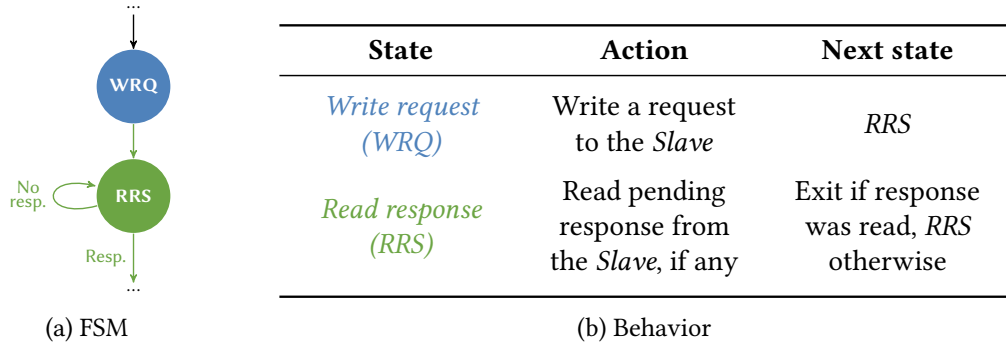 ...
WRQ
No
resp.
RRS
Resp.
...
(a) FSM
State Action Next state
Write request
(WRQ)
Write a request
to the Slave
RRS
Read response
(RRS)
Read pending
response from
the Slave, if any
Exit if response
was read, RRS
otherwise
(b) Behavior